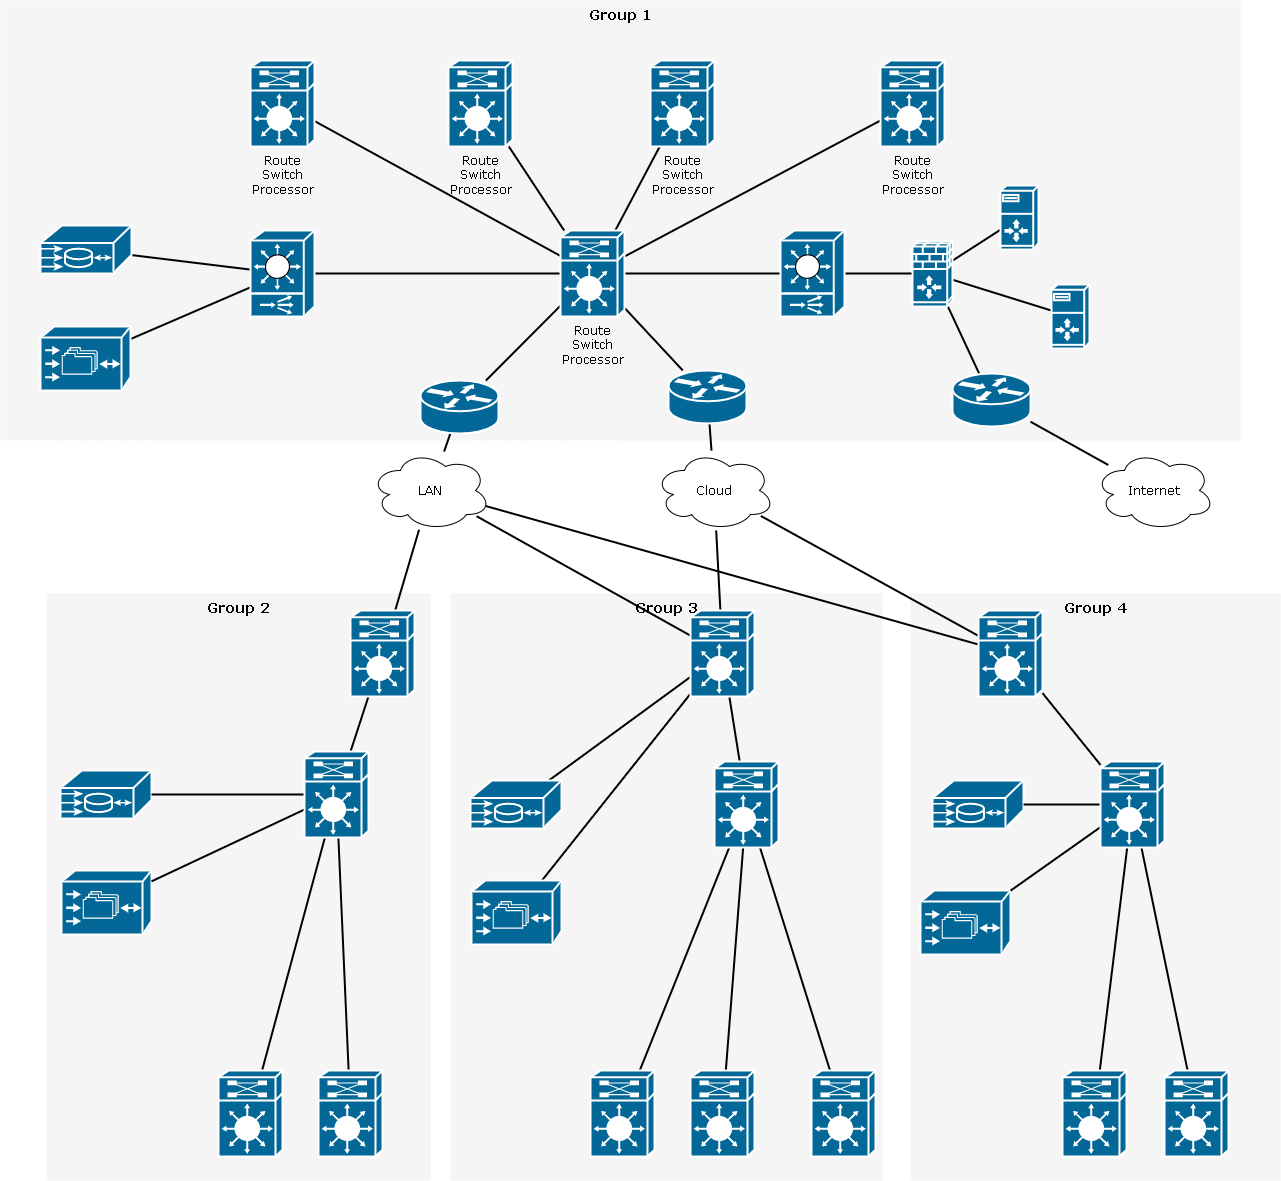 Group 1
Route
Switch
Processor
Route
Switch
Processor
Route
Switch
Processor
Route
Switch
Processor
Route
Switch
Processor
LAN
Cloud
Internet
Group 2
Group 3
Group 4